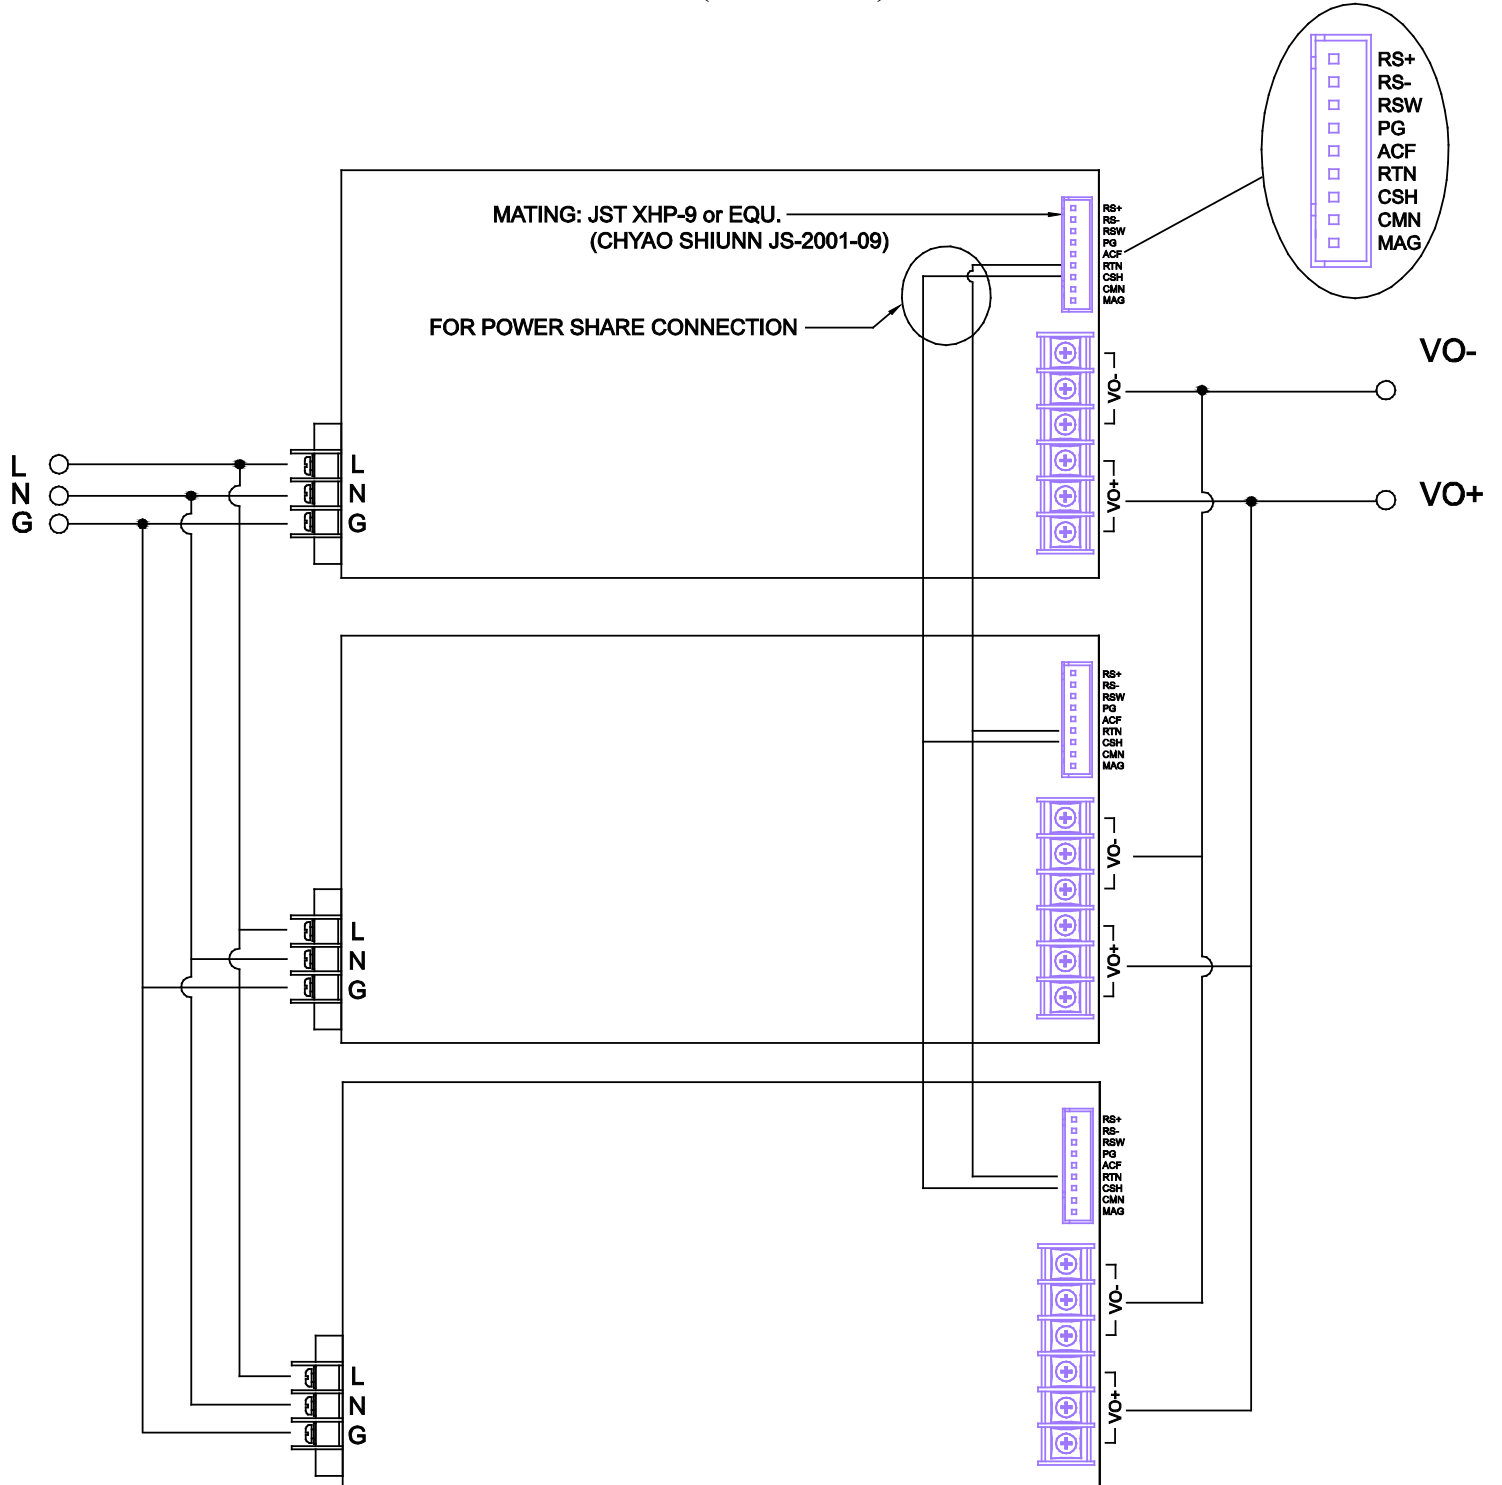 RS+
RS-
RSW
PG
ACF
RTN
CSH
CMN
MAG
MATING: JST XHP-9 or EQU.
(CHYAO SHIUNN JS-2001-09)
FOR POWER SHARE CONNECTION
RS+
RS-
RSW
PG
ACF
RTN
CSH
CMN
MAG
VO-
VO+
VO-
VO+
L
N
G
L
N
G
RS+
RS-
RSW
PG
ACF
RTN
CSH
CMN
MAG
VO-
VO+
L
N
G
RS+
RS-
RSW
PG
ACF
RTN
CSH
CMN
MAG
VO-
VO+
L
N
G